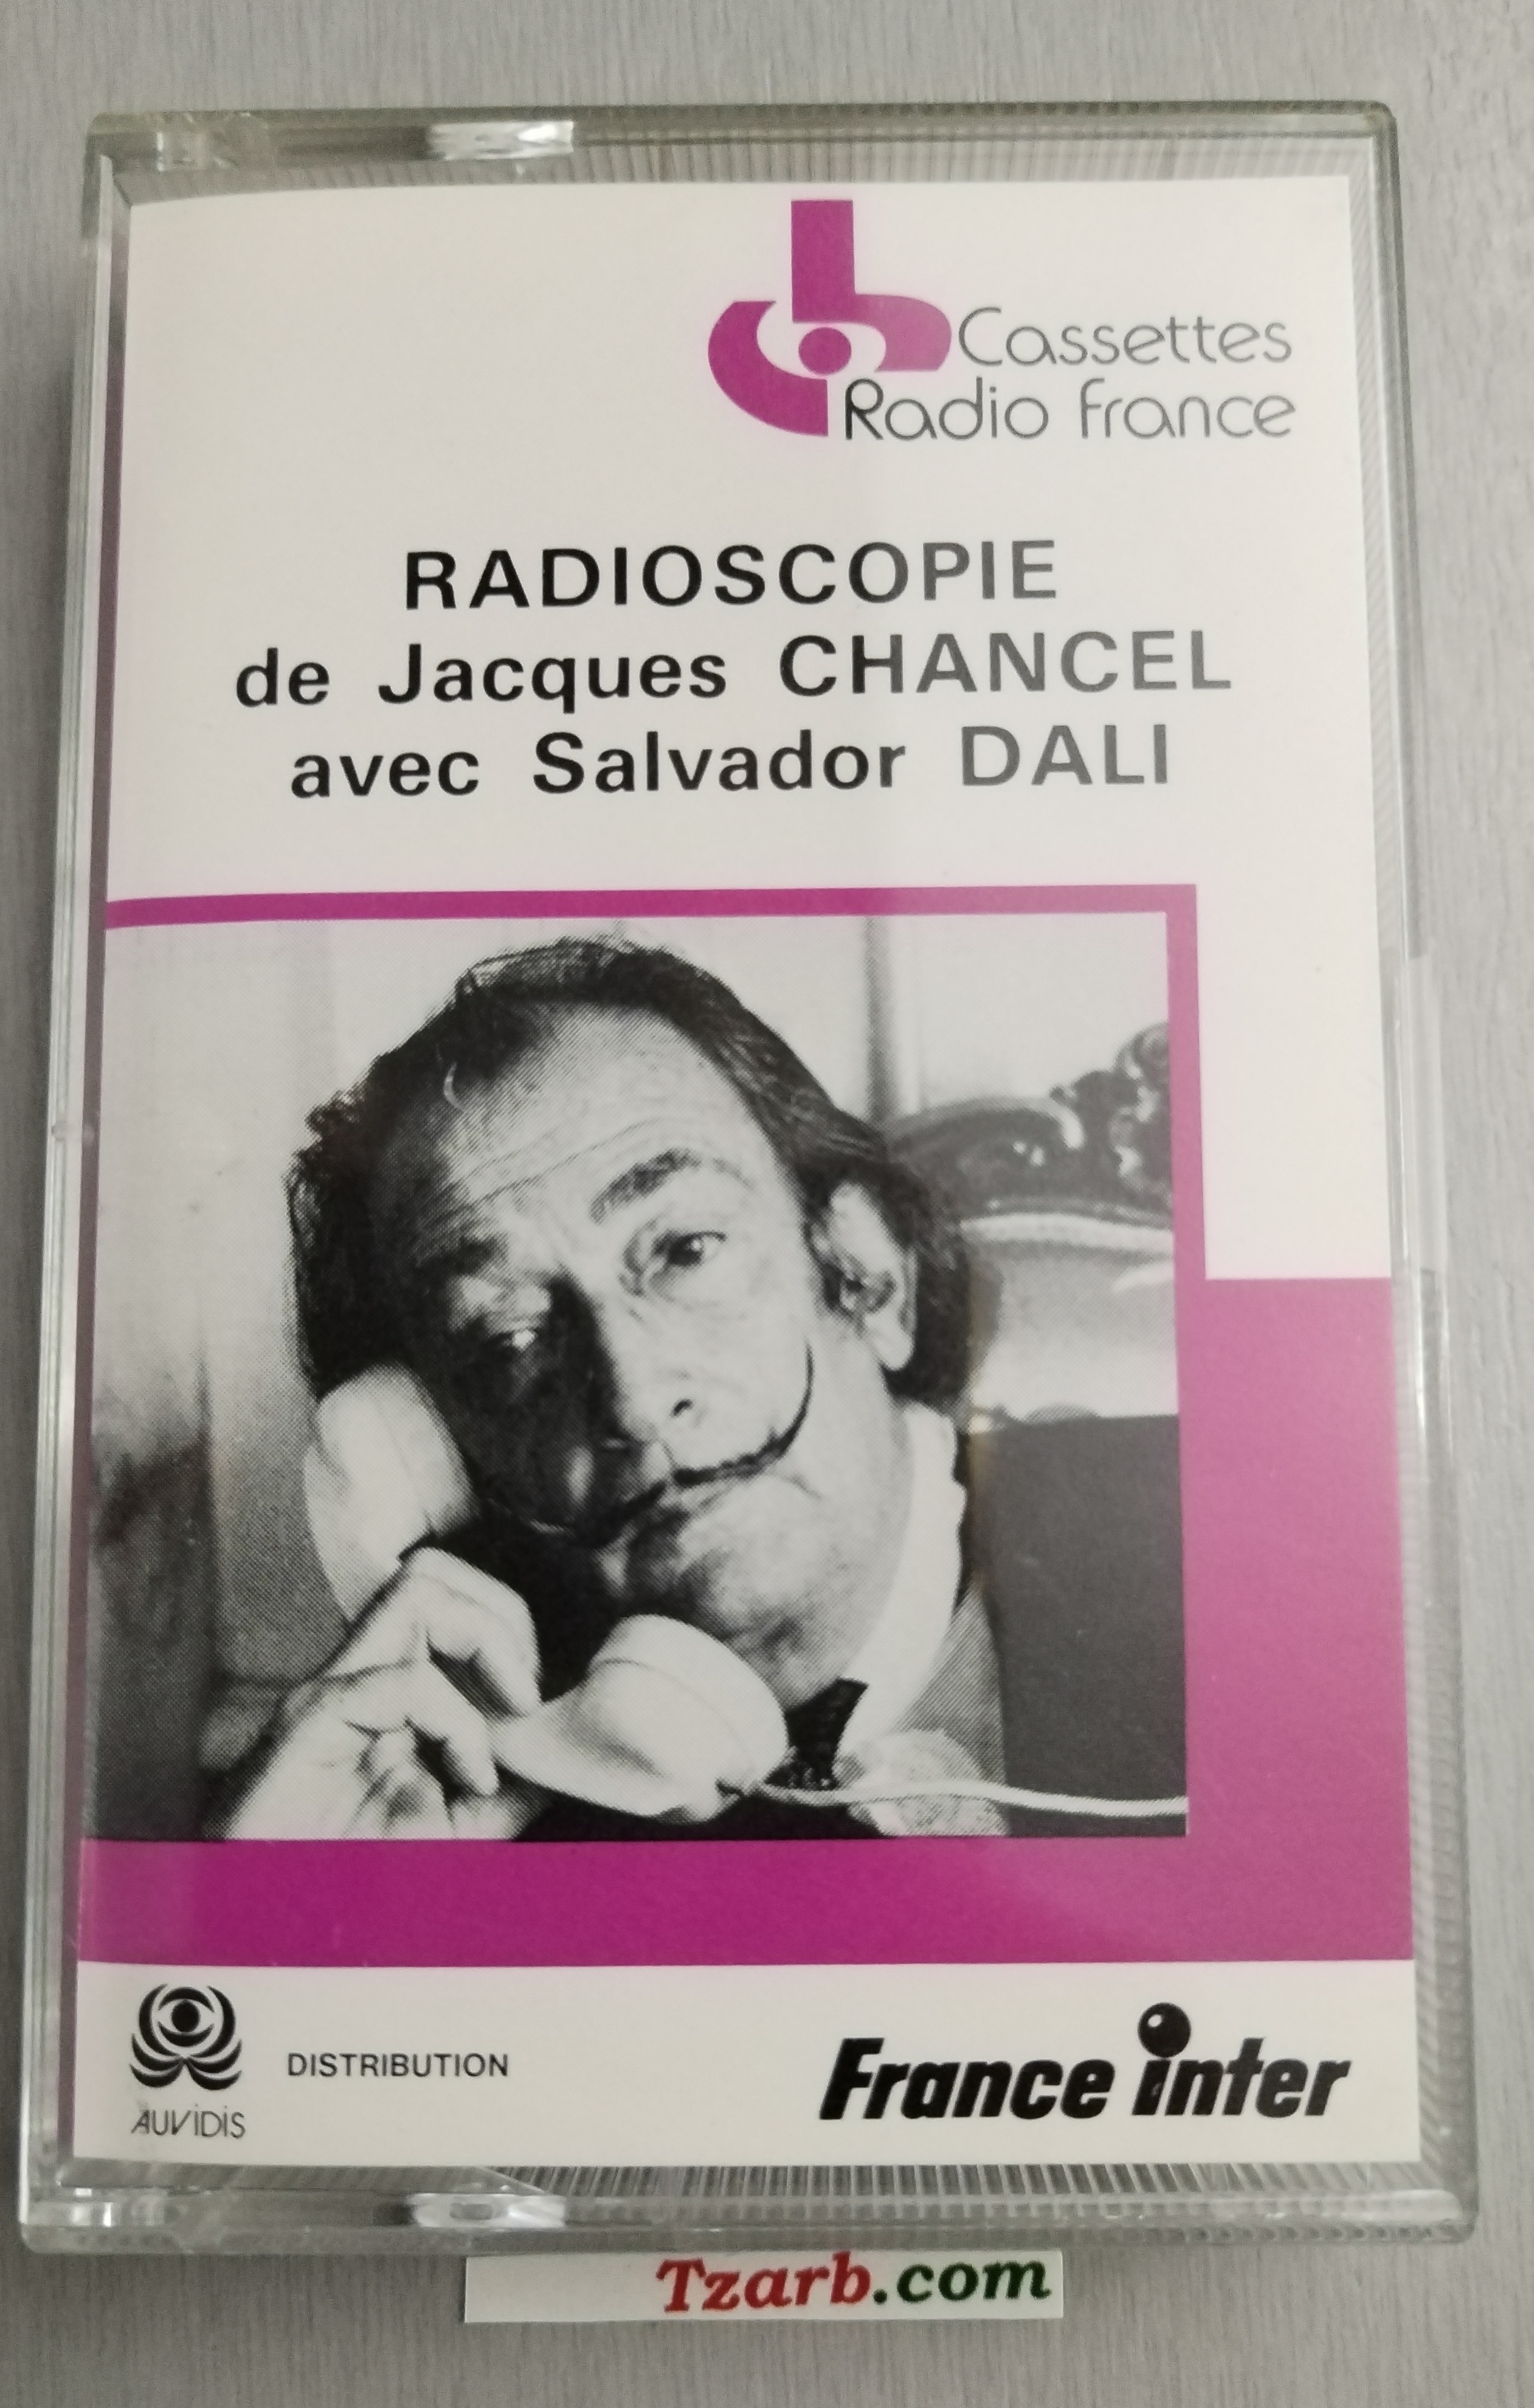 Cassettes
Radio France
RADIOSCOPIE
de Jacques CHANCEL
avec Salvador DALI
AUVIDIS
DISTRIBUTION
France inter
Tzarb.com